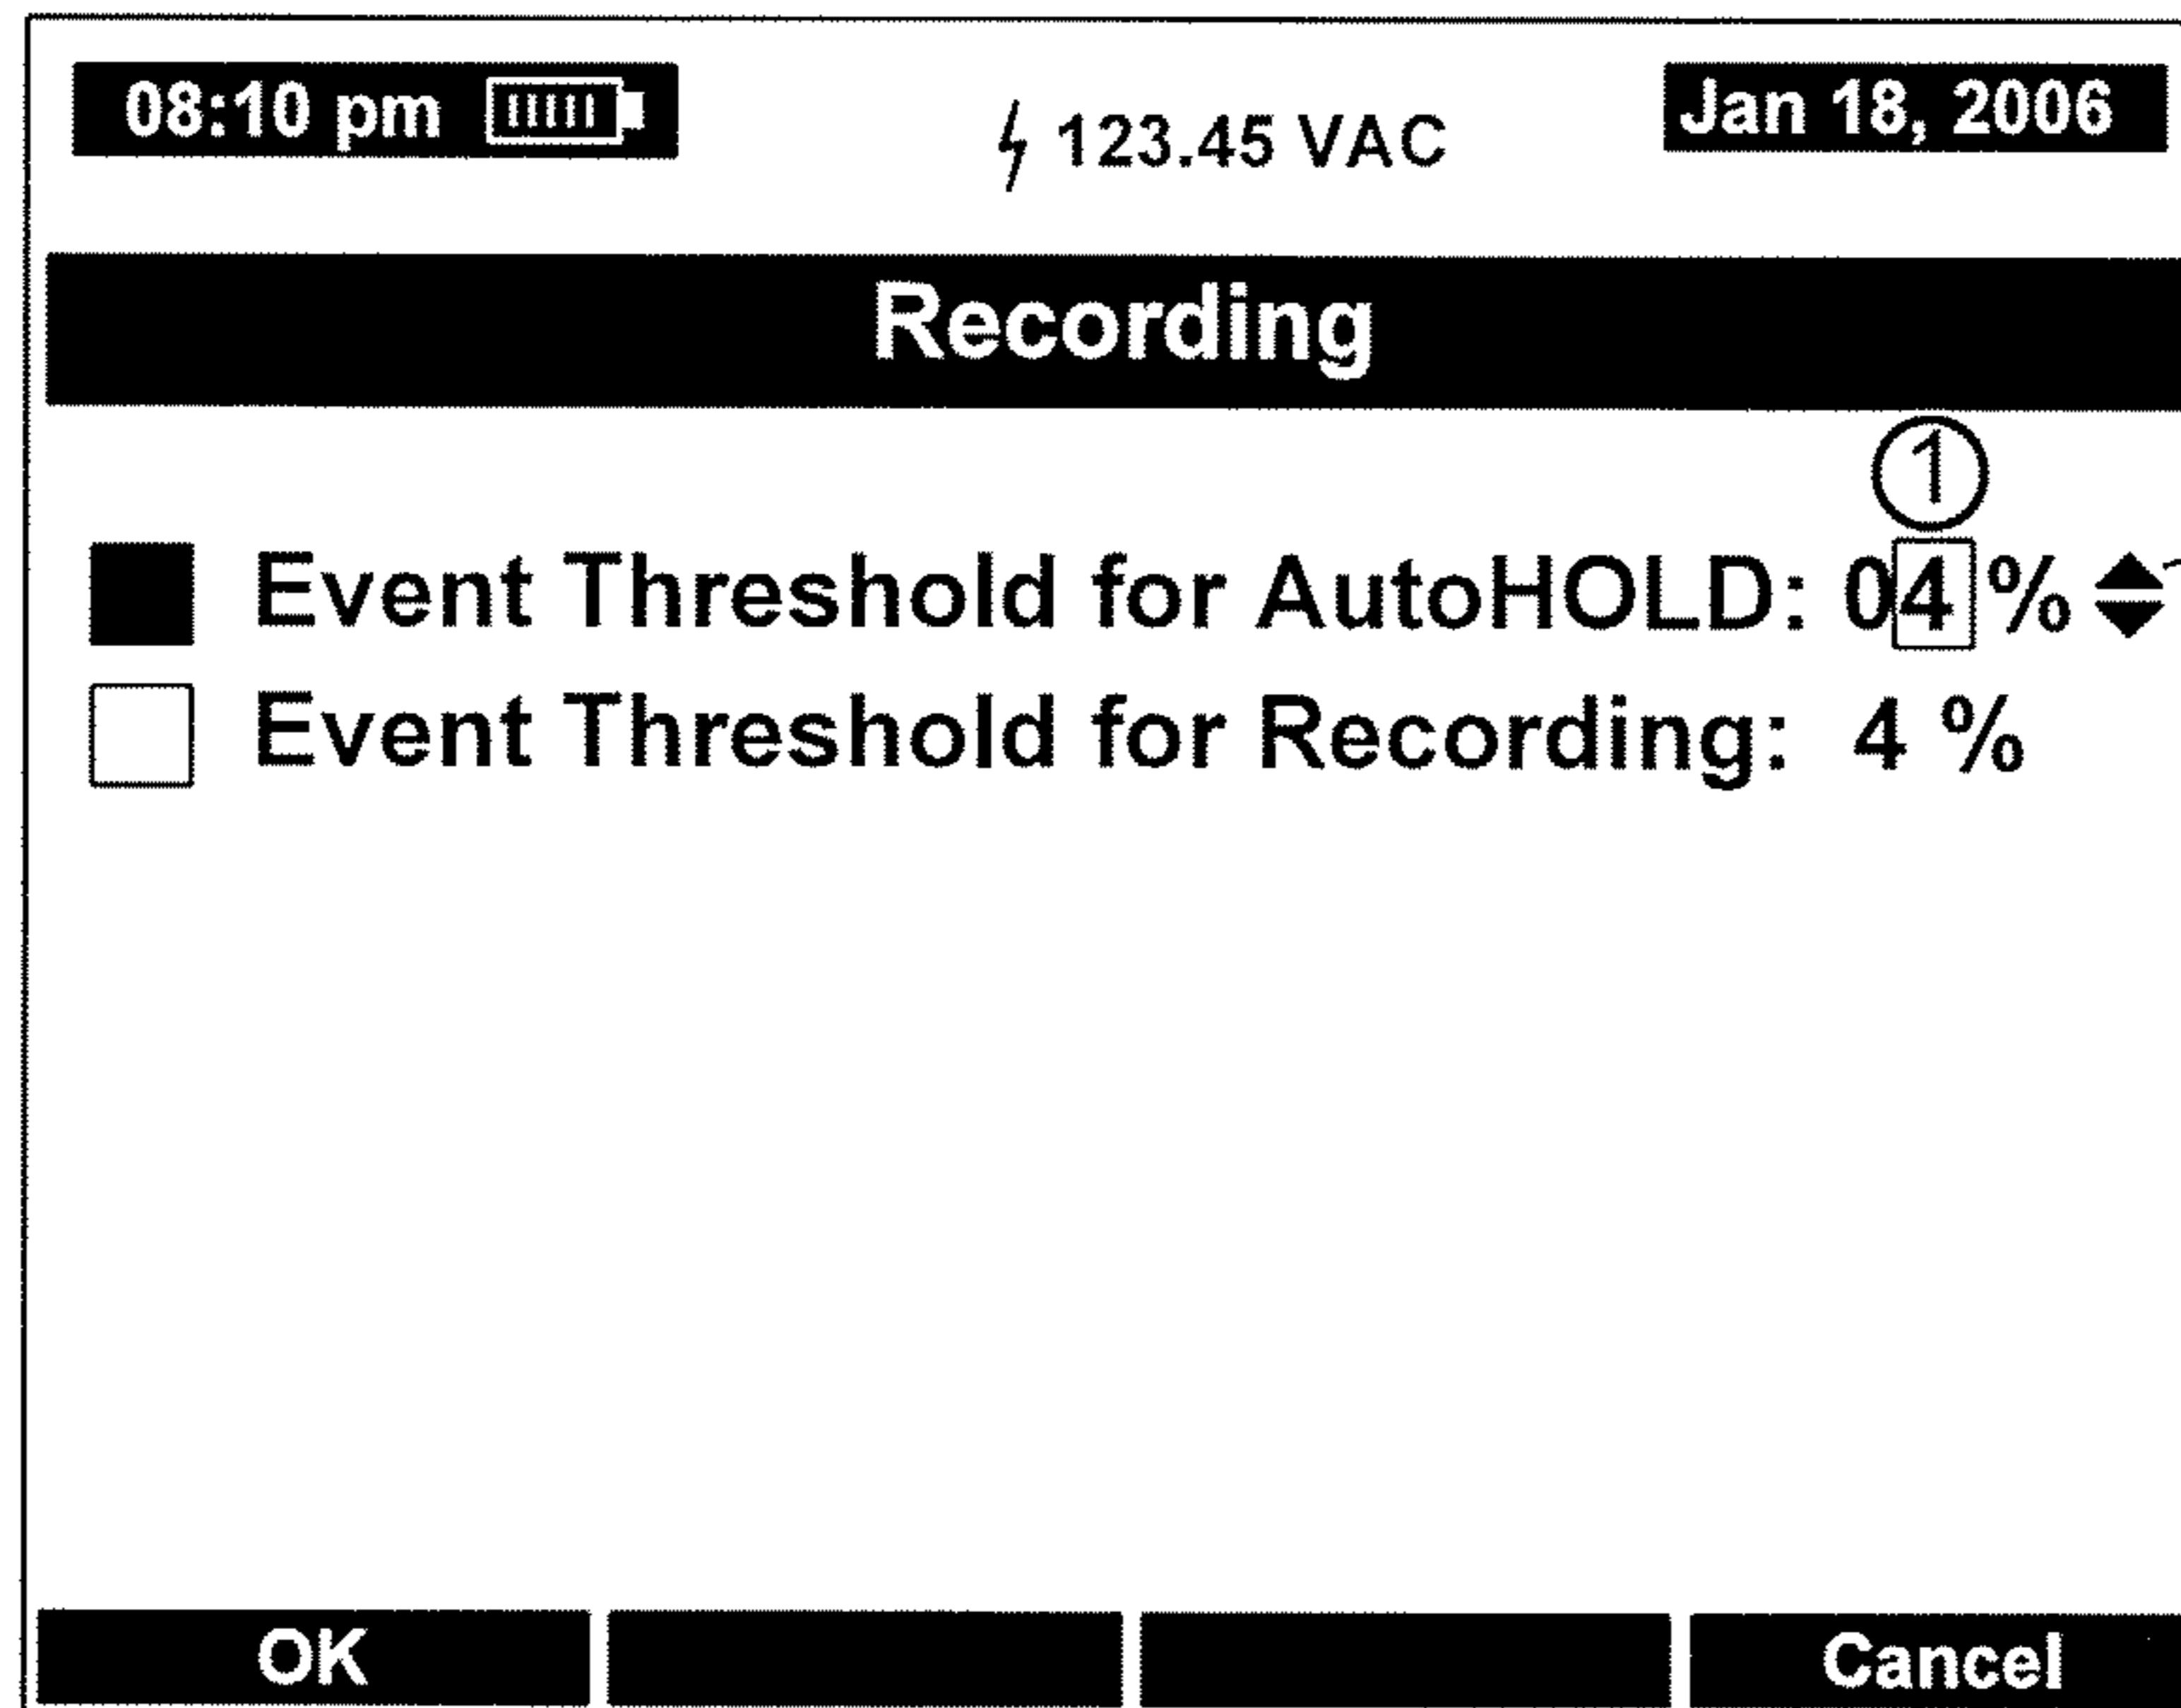 08:10 pm 123.45 VAC Jan 18, 2006
Recording
1
Event Threshold for AutoHOLD: 04 %
Event Threshold for Recording: 4 %
OK Cancel